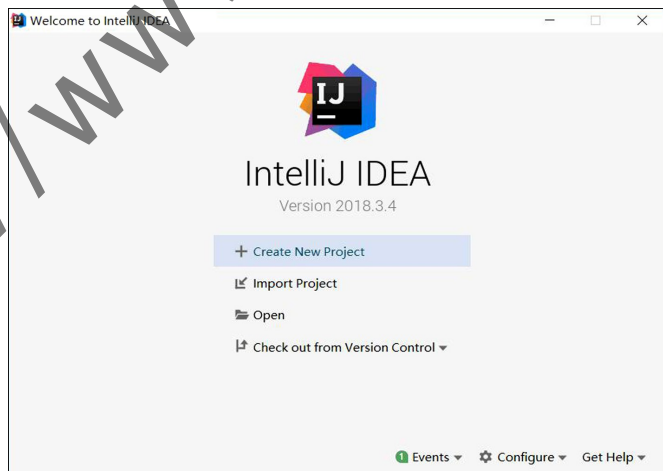 Welcome to IntelliJ IDEA
IJ
IntelliJ IDEA
Version 2018.3.4
Create New Project
Import Project
Open
Check out from Version Control
1 Events Configure Get Help
//ww